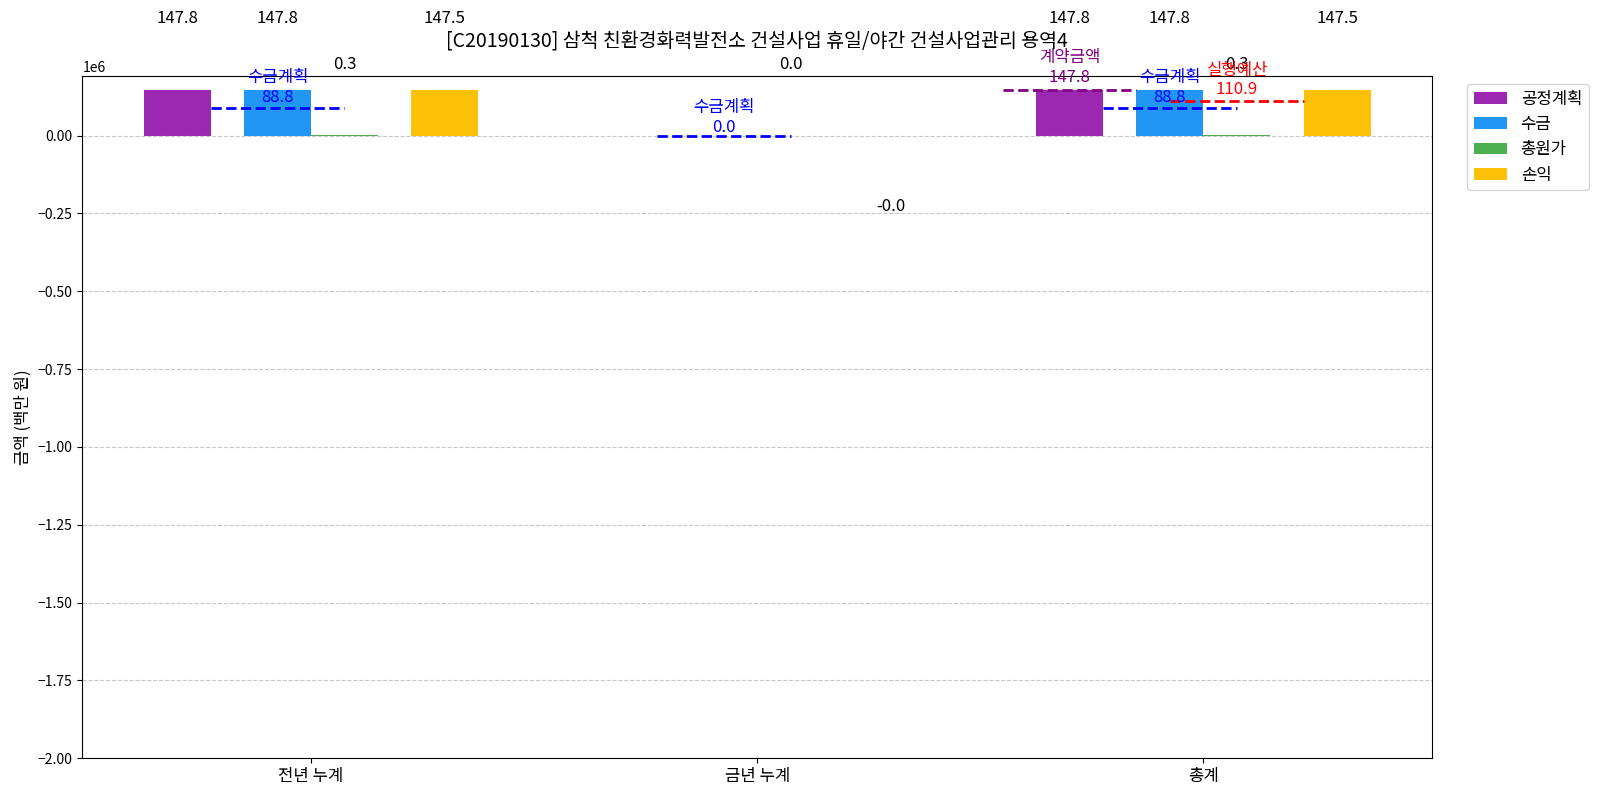 147.8
147.8
147.5
147.8
147.8
147.5
[C20190130] 삼척 친환경화력발전소 건설사업 휴일/야간 건설사업관리 용역4
0.3
0.0
0.3
1e6
수금계획
88.8
수금계획
0.0
계약금액
147.8
수금계획
88.8
실행예산
110.9
-0.0
공정계획
수금
총원가
손익
금액 (백만 원)
0.00
−0.25
−0.50
−0.75
−1.00
−1.25
−1.50
−1.75
−2.00
전년 누계
금년 누계
총계